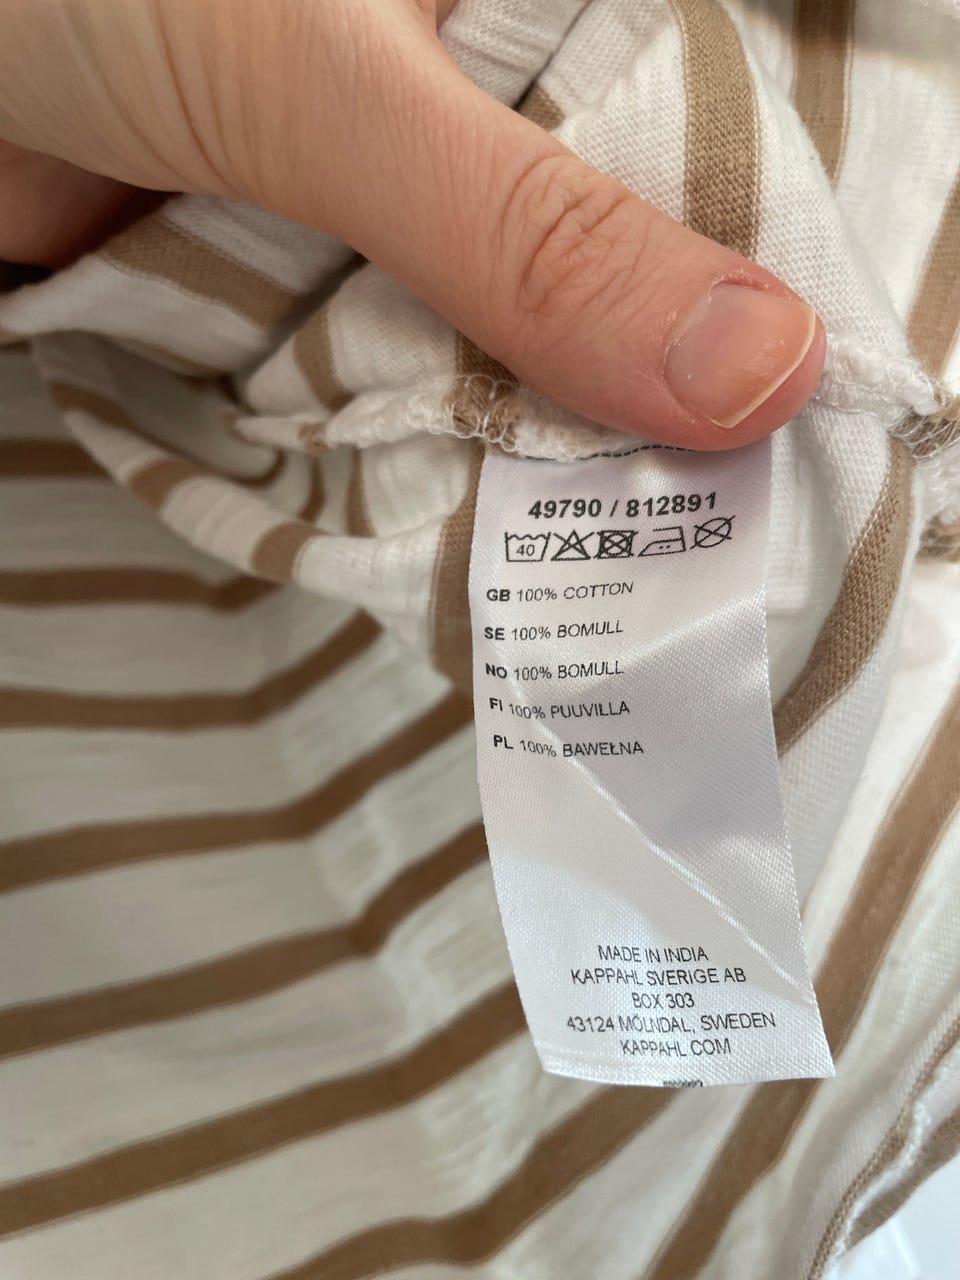 49790 / 812891
40
GB 100% COTTON
SE 100% BOMULL
NO 100% BOMULL
FI 100% PUUVILLA
PL 100% BAWEŁNA
MADE IN INDIA
KAPPAHL SVERIGE AB
BOX 303
43124 MÖLNDAL, SWEDEN
KAPPAHL.COM